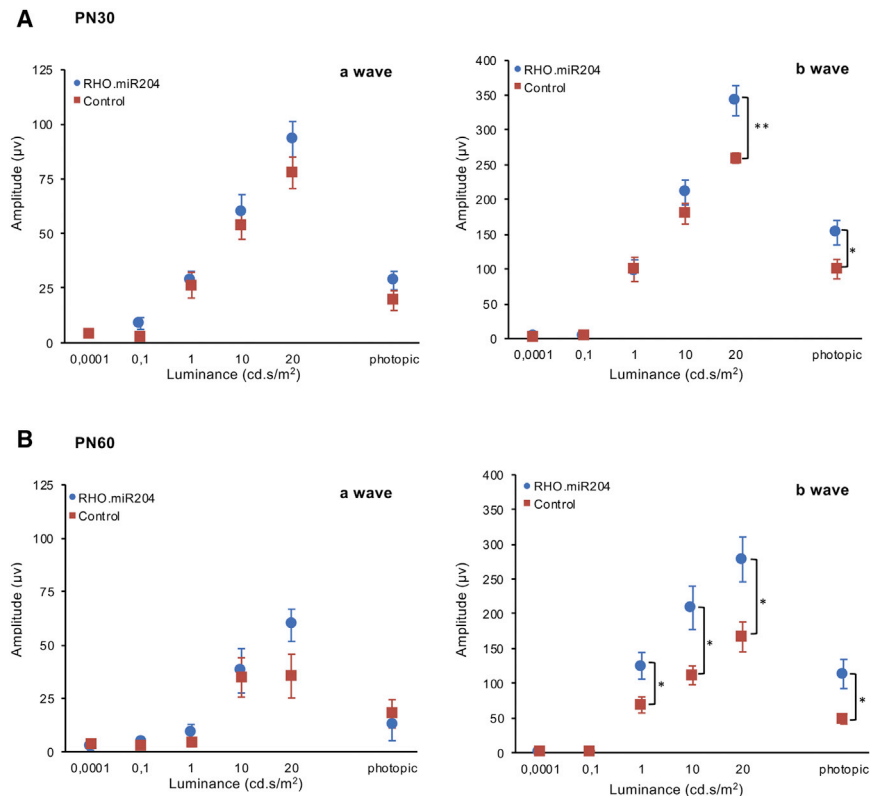 A PN30
a wave
RHO.miR204
Control
125
100
75
50
25
0
Amplitude (μv)
0,0001 0,1 1 10 20 photopic
Luminance (cd.s/m²)
b wave
RHO.miR204
Control
400
350
300
250
200
150
100
50
0
Amplitude (μv)
**
*
0,0001 0,1 1 10 20 photopic
Luminance (cd.s/m²)
B PN60
a wave
RHO.miR204
Control
125
100
75
50
25
0
Amplitude (μv)
0,0001 0,1 1 10 20 photopic
Luminance (cd.s/m²)
b wave
RHO.miR204
Control
400
350
300
250
200
150
100
50
0
Amplitude (μv)
*
*
*
*
0,0001 0,1 1 10 20 photopic
Luminance (cd.s/m²)